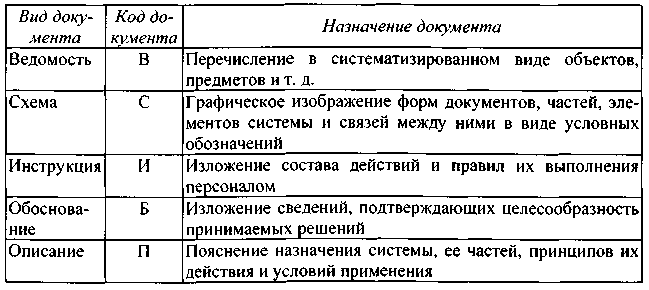 Вид доку- Код до- Назначение документа
мента кумента
Ведомость В Перечисление в систематизированном виде объектов,
предметов и т. д.
Схема С Графическое изображение форм документов, частей, эле-
ментов системы и связей между ними в виде условных
обозначений
Инструкция И Изложение состава действий и правил их выполнения
персоналом
Обоснова- Б Изложение сведений, подтверждающих целесообразность
ние принимаемых решений
Описание П Пояснение назначения системы, ее частей, принципов их
действия и условий применения